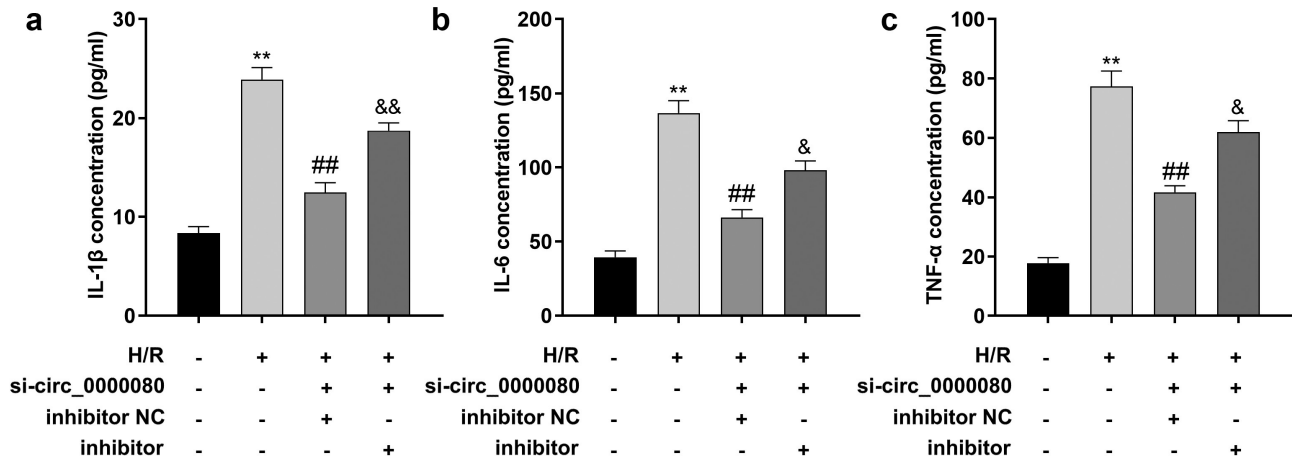 a
IL-1β concentration (pg/ml)
30
20
10
0
**
##
&&
H/R - + + +
si-circ_0000080 - - + +
inhibitor NC - - + -
inhibitor - - - +
b
IL-6 concentration (pg/ml)
200
150
100
50
0
**
##
&
H/R - + + +
si-circ_0000080 - - + +
inhibitor NC - - + -
inhibitor - - - +
c
TNF-α concentration (pg/ml)
100
80
60
40
20
0
**
##
&
H/R - + + +
si-circ_0000080 - - + +
inhibitor NC - - + -
inhibitor - - - +